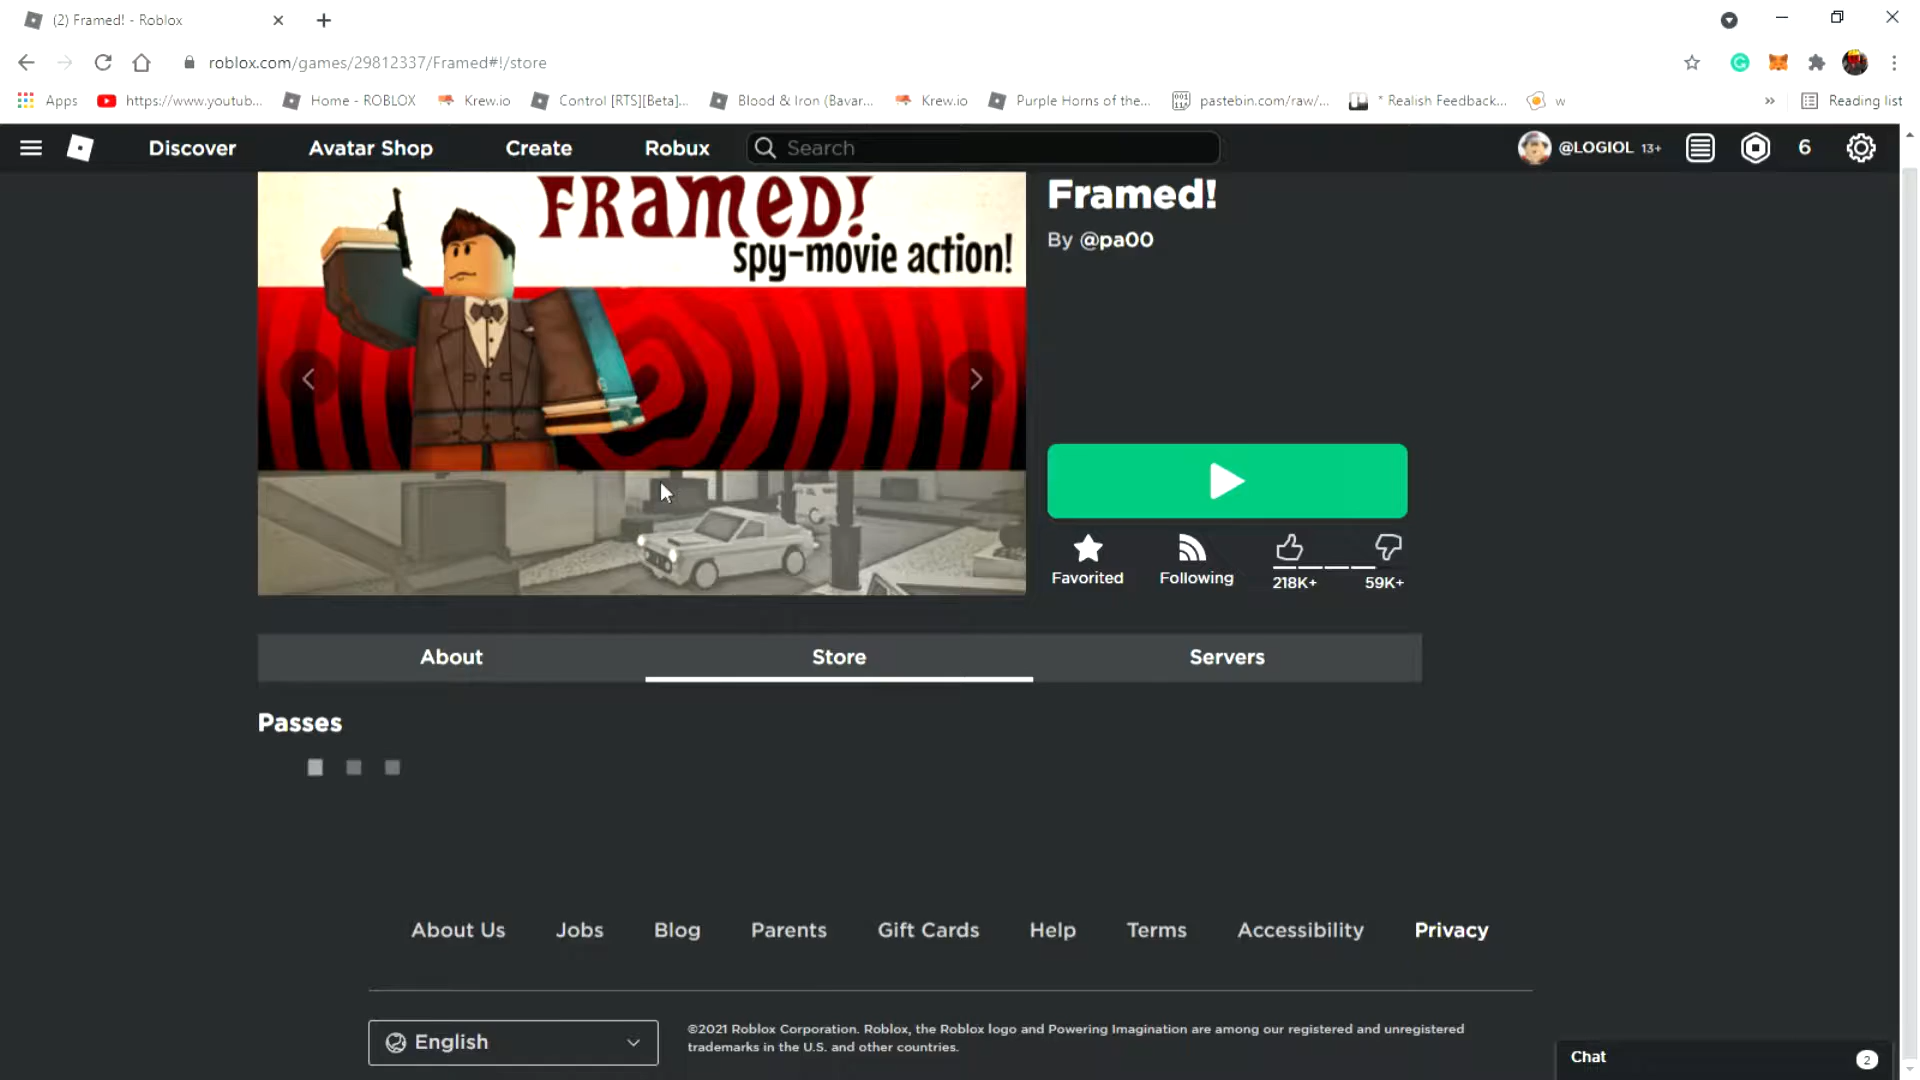 (2) Framed! - Roblox
roblox.com/games/29812337/Framed#!/store
Apps https://www.youtub... Home - ROBLOX Krew.io Control [RTS][Beta]... Blood & Iron (Bavar... Krew.io Purple Horns of the... pastebin.com/raw/... * Realish Feedback... w » Reading list
Discover Avatar Shop Create Robux Search @LOGIOL 13+ 6
FRamED!
spy-movie action!
Framed!
By @pa00
Favorited Following 218K+ 59K+
About Store Servers
Passes
About Us Jobs Blog Parents Gift Cards Help Terms Accessibility Privacy
English
©2021 Roblox Corporation. Roblox, the Roblox logo and Powering Imagination are among our registered and unregistered
trademarks in the U.S. and other countries.
Chat 2